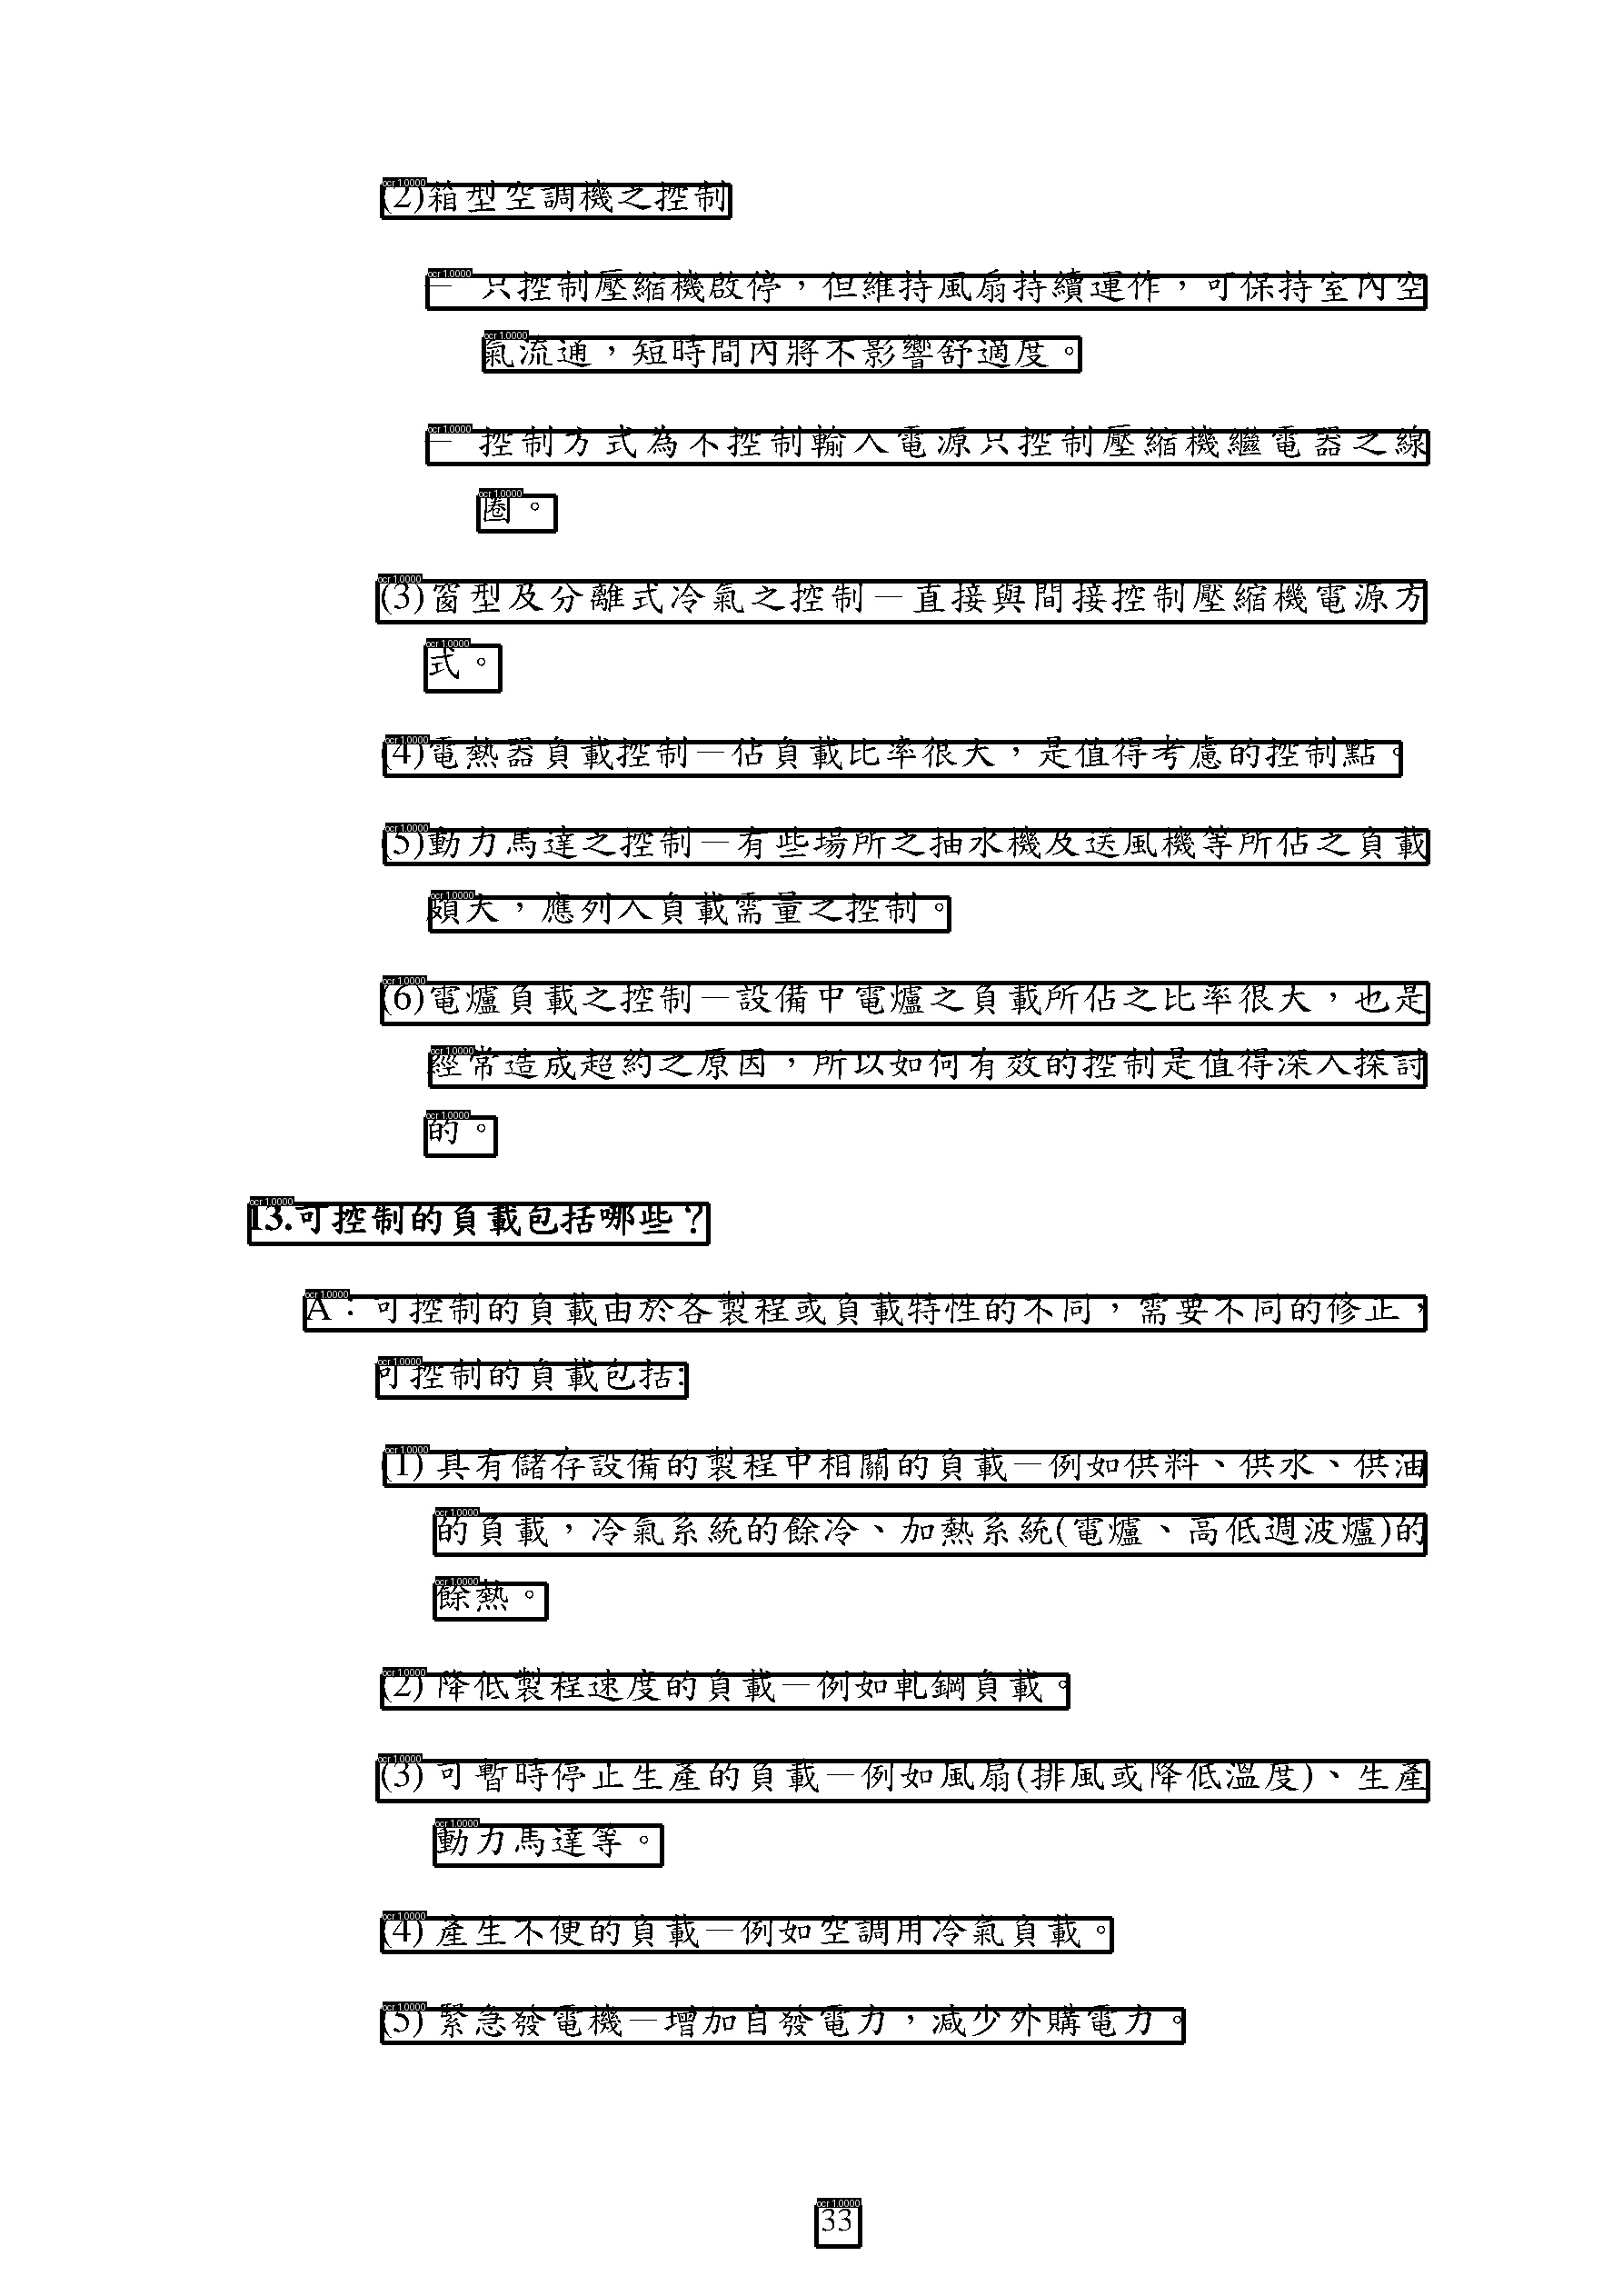 (2)箱型空調機之控制
－ 只控制壓縮機啟停，但維持風扇持續運作，可保持室內空
氣流通，短時間內將不影響舒適度。
－ 控制方式為不控制輸入電源只控制壓縮機繼電器之線
圈。
(3)窗型及分離式冷氣之控制－直接與間接控制壓縮機電源方
式。
(4)電熱器負載控制－佔負載比率很大，是值得考慮的控制點。
(5)動力馬達之控制－有些場所之抽水機及送風機等所佔之負載
頗大，應列入負載需量之控制。
(6)電爐負載之控制－設備中電爐之負載所佔之比率很大，也是
經常造成超約之原因，所以如何有效的控制是值得深入探討
的。
13.可控制的負載包括哪些？
A：可控制的負載由於各製程或負載特性的不同，需要不同的修正，
可控制的負載包括:
(1) 具有儲存設備的製程中相關的負載－例如供料、供水、供油
的負載，冷氣系統的餘冷、加熱系統(電爐、高低週波爐)的
餘熱。
(2) 降低製程速度的負載－例如軋鋼負載。
(3) 可暫時停止生產的負載－例如風扇(排風或降低溫度)、生產
動力馬達等。
(4) 產生不便的負載－例如空調用冷氣負載。
(5) 緊急發電機－增加自發電力，減少外購電力。
33